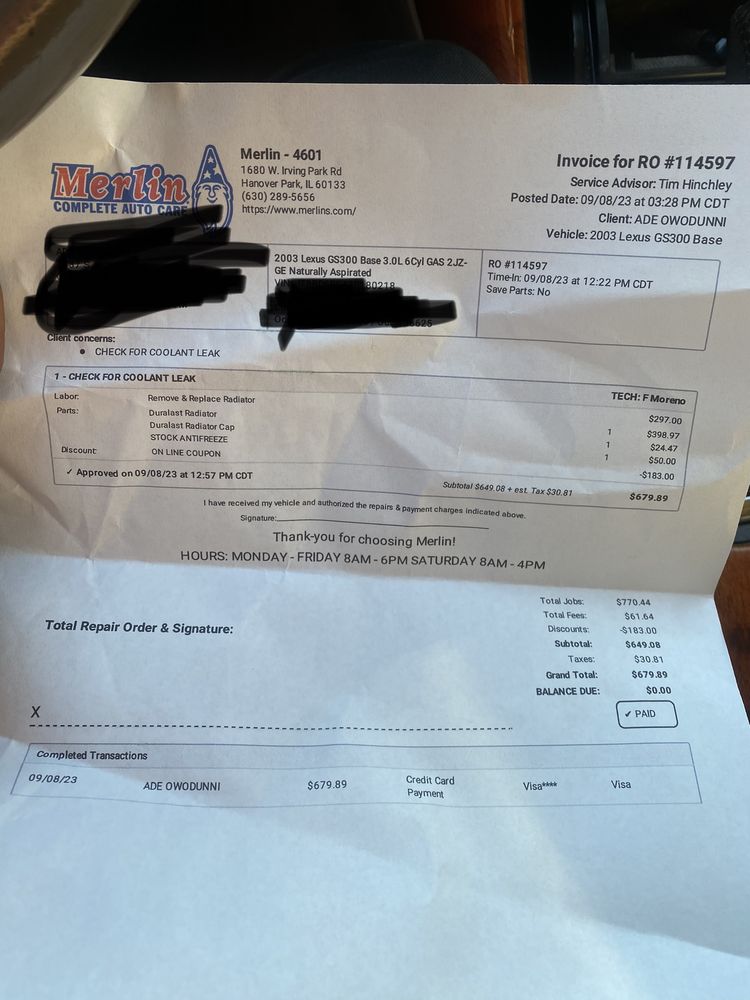 Merlin
COMPLETE AUTO CARE
Merlin - 4601
1680 W. Irving Park Rd
Hanover Park, IL 60133
(630) 289-5656
https://www.merlins.com/
Invoice for RO #114597
Service Advisor: Tim Hinchley
Posted Date: 09/08/23 at 03:28 PM CDT
Client: ADE OWODUNNI
Vehicle: 2003 Lexus GS300 Base
2003 Lexus GS300 Base 3.0L 6Cyl GAS 2JZ-
GE Naturally Aspirated
RO #114597
Time-In: 09/08/23 at 12:22 PM CDT
Save Parts: No
Client concerns:
• CHECK FOR COOLANT LEAK
1 - CHECK FOR COOLANT LEAK TECH: F Moreno
Labor: Remove & Replace Radiator $297.00
Parts: Duralast Radiator 1 $398.97
Duralast Radiator Cap 1 $24.47
STOCK ANTIFREEZE 1 $50.00
Discount: ON LINE COUPON -$183.00
✓ Approved on 09/08/23 at 12:57 PM CDT Subtotal $649.08 + est. Tax $30.81 $679.89
I have received my vehicle and authorized the repairs & payment charges indicated above.
Signature:
Thank-you for choosing Merlin!
HOURS: MONDAY - FRIDAY 8AM - 6PM SATURDAY 8AM - 4PM
Total Repair Order & Signature:
Total Jobs: $770.44
Total Fees: $61.64
Discounts: -$183.00
Subtotal: $649.08
Taxes: $30.81
Grand Total: $679.89
BALANCE DUE: $0.00
✓ PAID
X
Completed Transactions
09/08/23 ADE OWODUNNI $679.89 Credit Card Payment Visa**** Visa